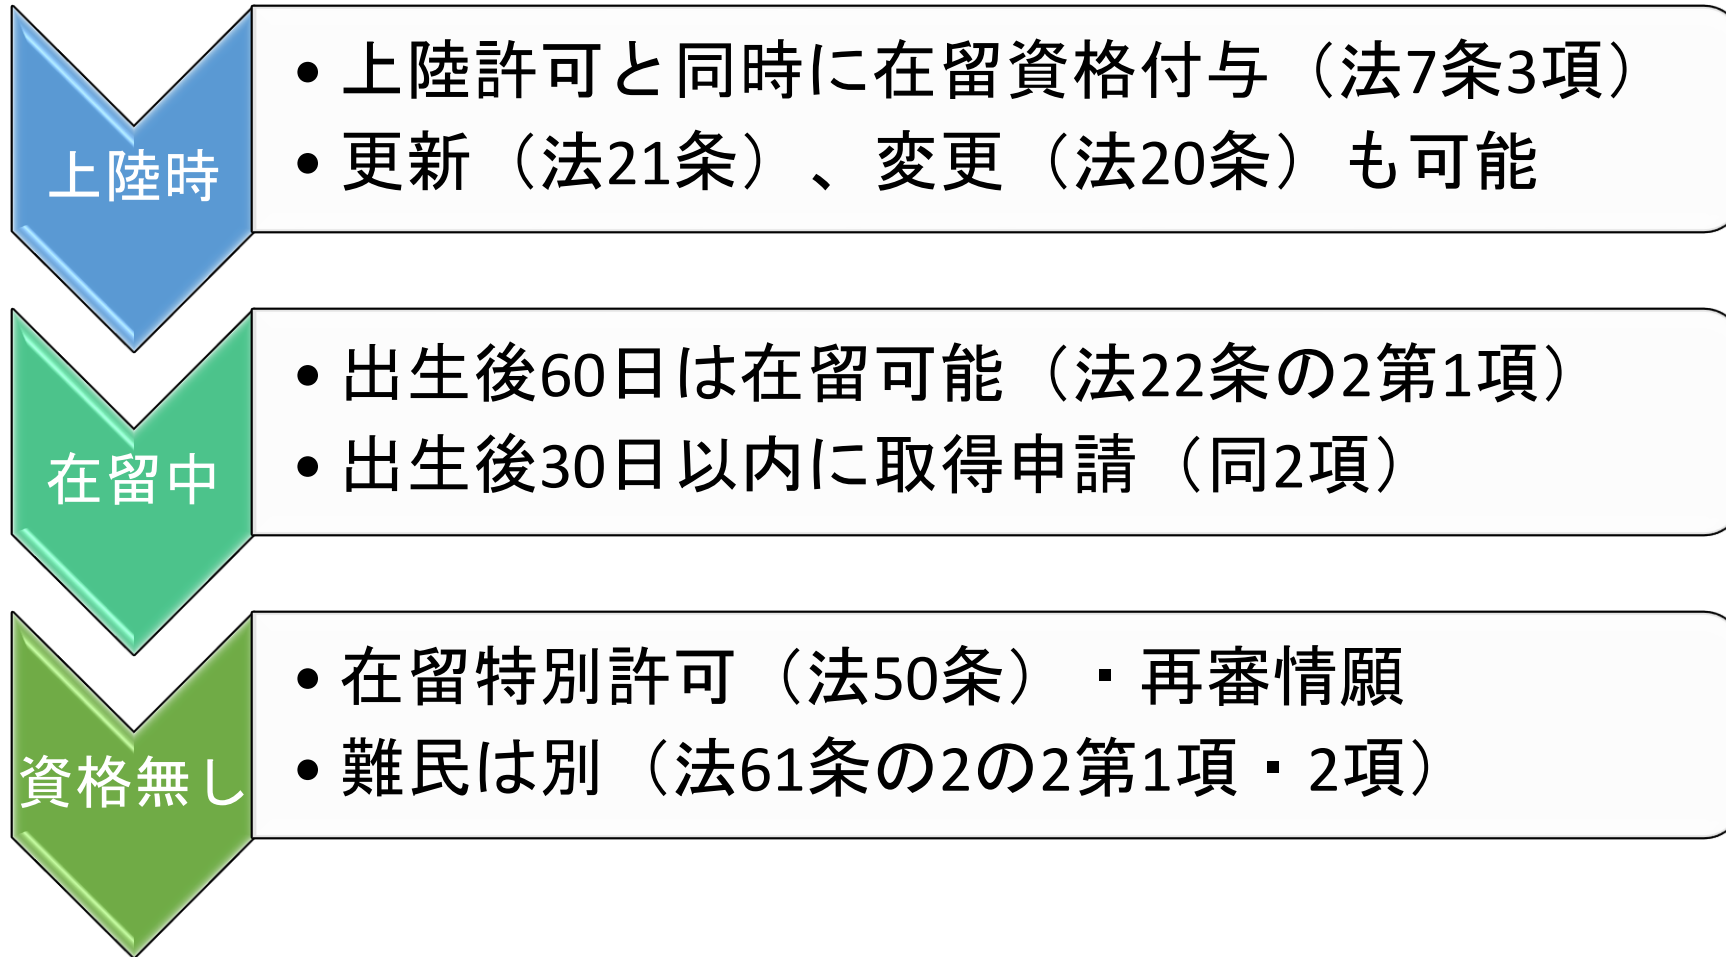 上陸時
• 上陸許可と同時に在留資格付与（法7条3項）
• 更新（法21条）、変更（法20条）も可能
在留中
• 出生後60日は在留可能（法22条の2第1項）
• 出生後30日以内に取得申請（同2項）
資格無し
• 在留特別許可（法50条）・再審情願
• 難民は別（法61条の2の2第1項・2項）